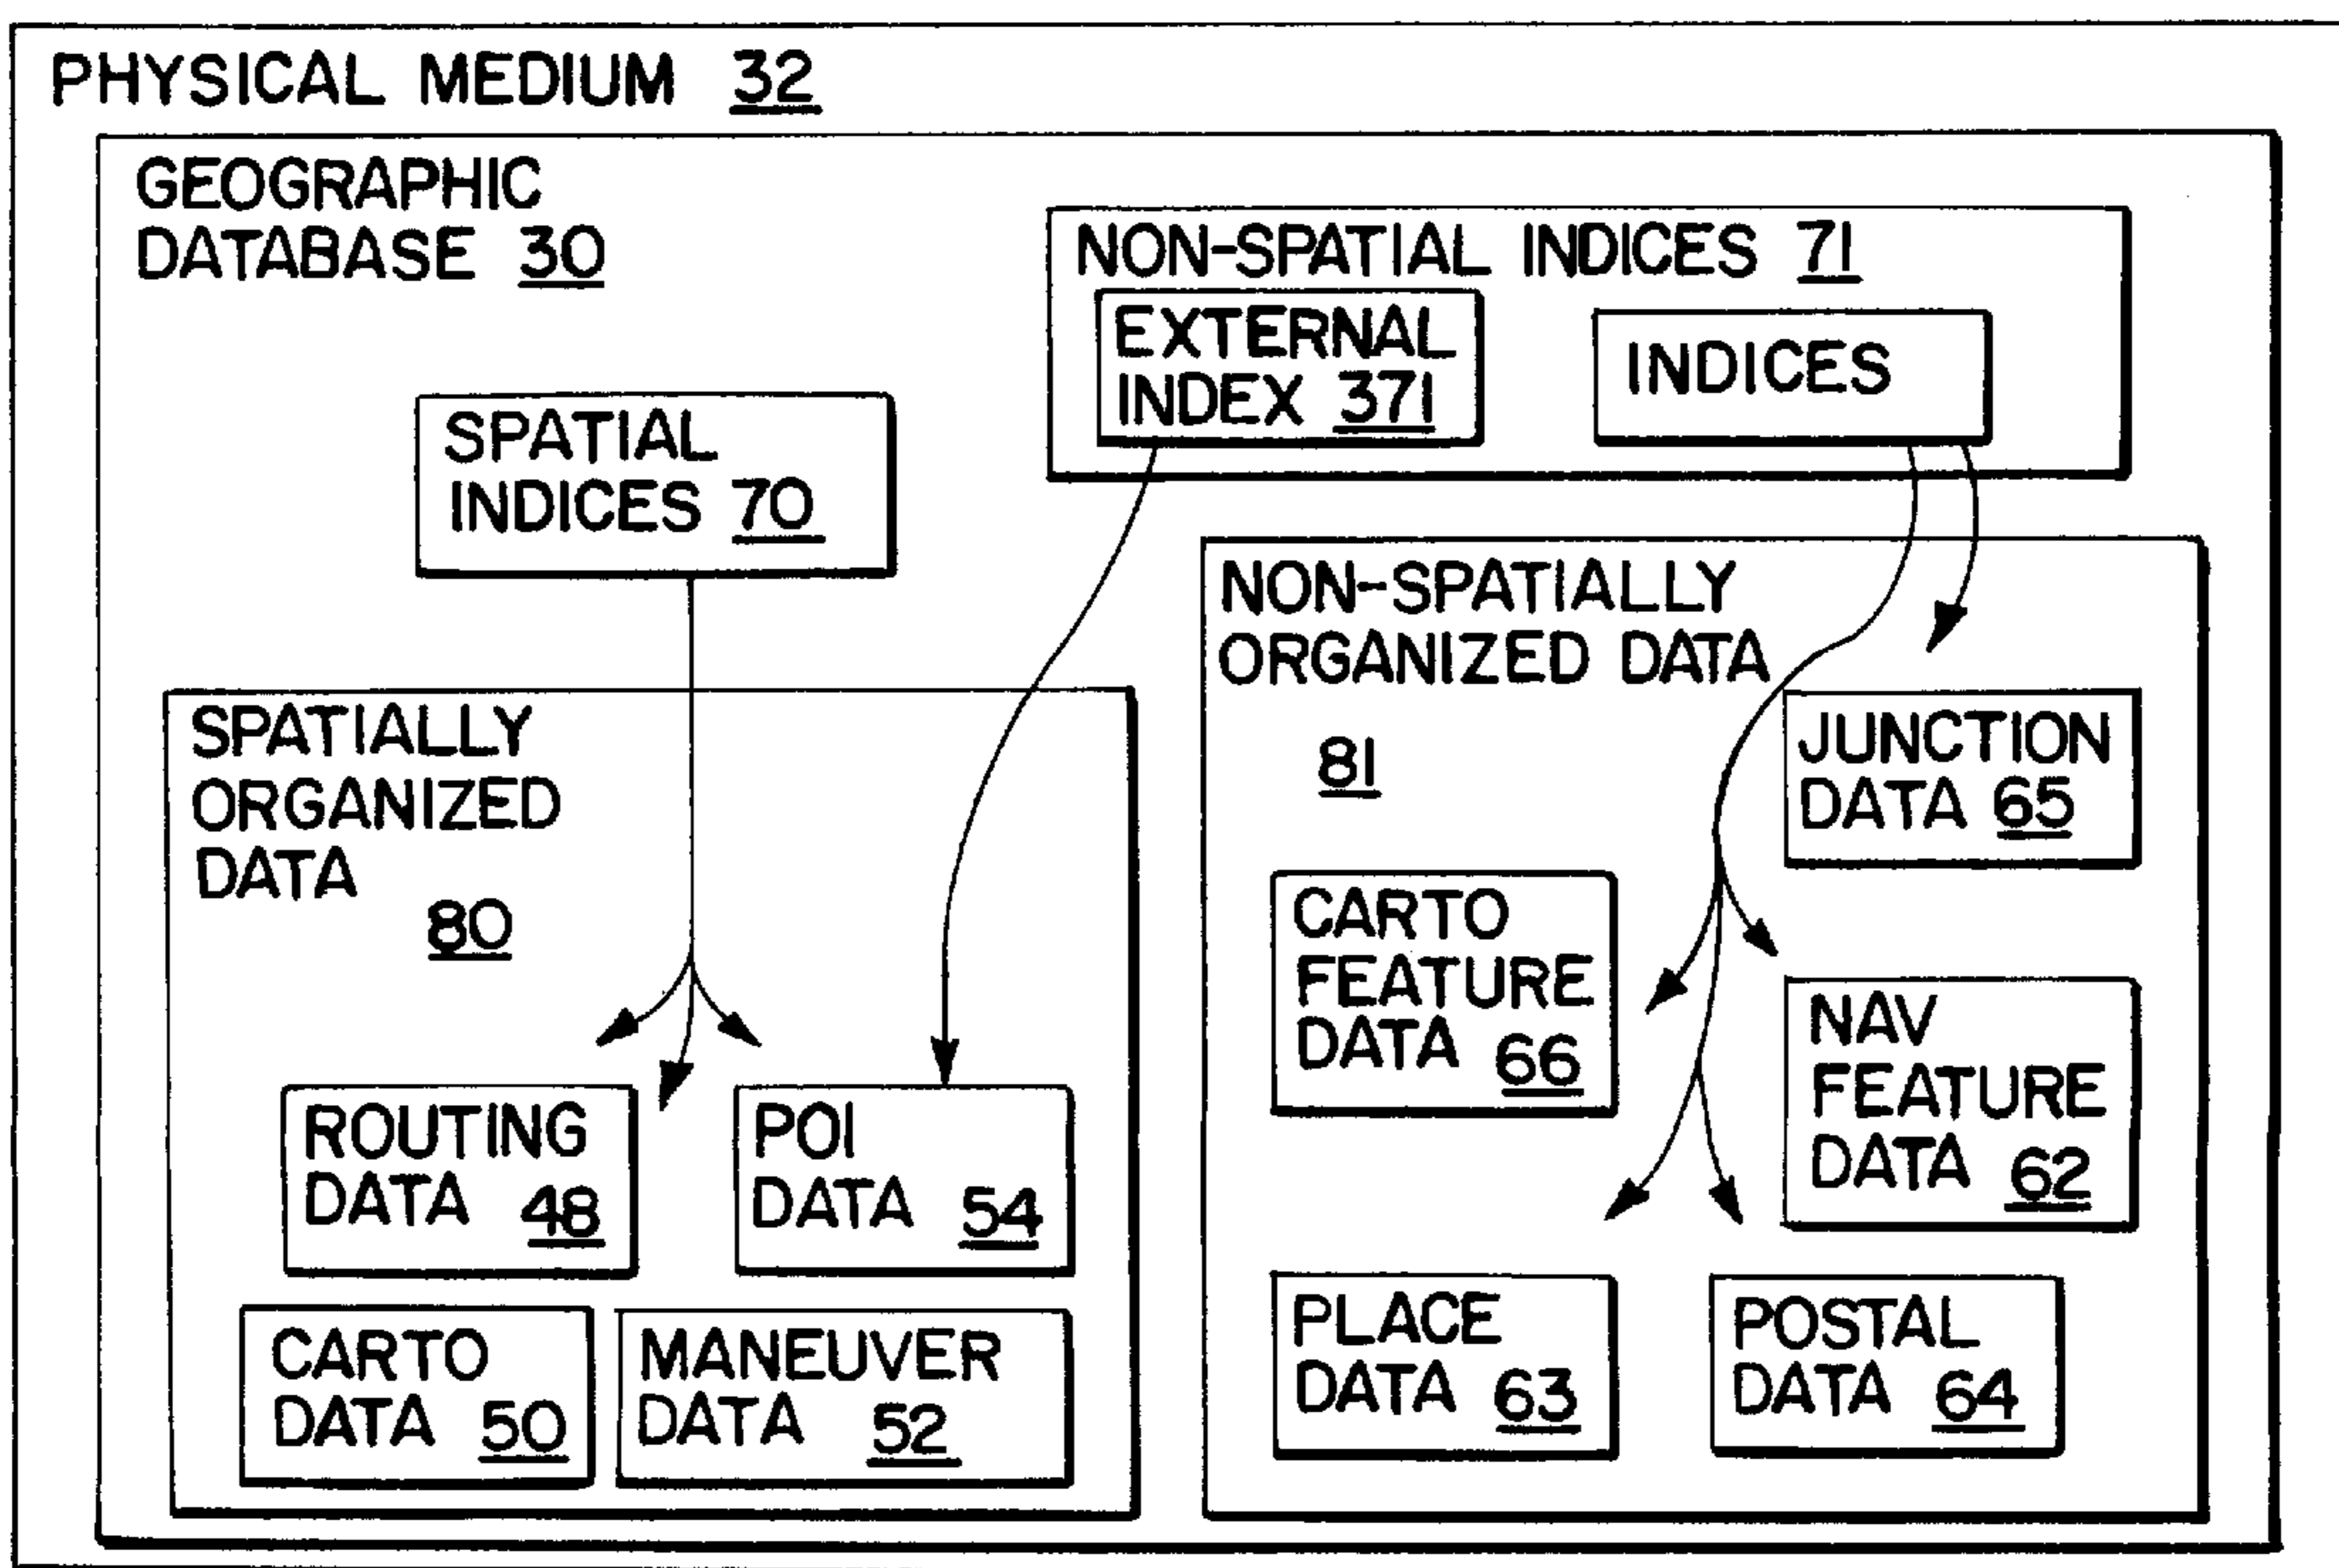 PHYSICAL MEDIUM 32
GEOGRAPHIC
DATABASE 30
NON-SPATIAL INDICES 71
EXTERNAL
INDEX 371
INDICES
SPATIAL
INDICES 70
SPATIALLY
ORGANIZED
DATA
80
ROUTING
DATA 48
POI
DATA 54
CARTO
DATA 50
MANEUVER
DATA 52
NON-SPATIALLY
ORGANIZED DATA
81
JUNCTION
DATA 65
CARTO
FEATURE
DATA 66
NAV
FEATURE
DATA 62
PLACE
DATA 63
POSTAL
DATA 64